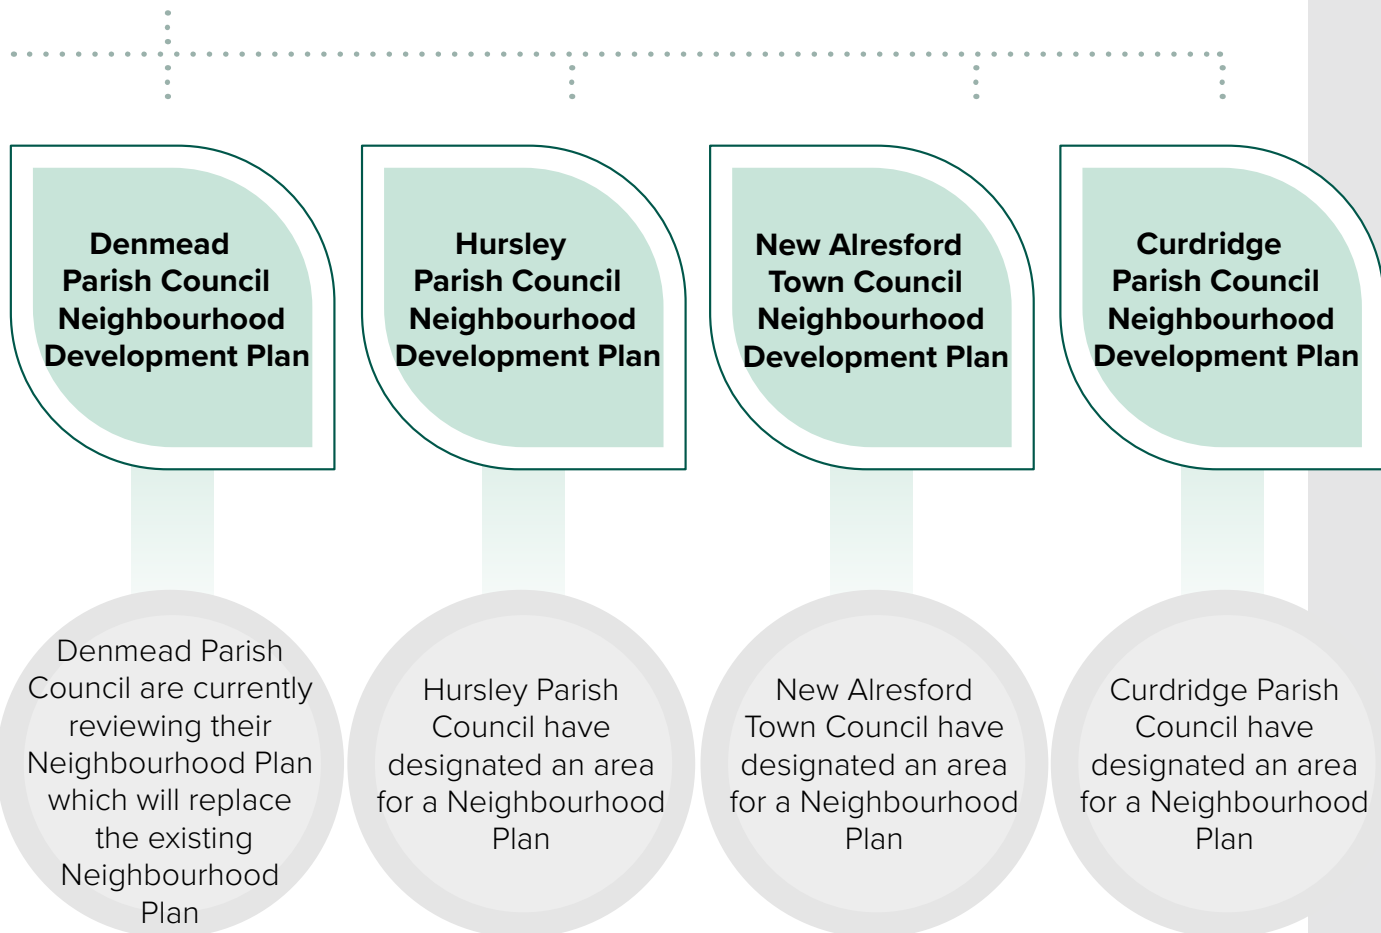 Denmead
Parish Council
Neighbourhood
Development Plan
Hursley
Parish Council
Neighbourhood
Development Plan
New Alresford
Town Council
Neighbourhood
Development Plan
Curdridge
Parish Council
Neighbourhood
Development Plan
Denmead Parish
Council are currently
reviewing their
Neighbourhood Plan
which will replace
the existing
Neighbourhood
Plan
Hursley Parish
Council have
designated an area
for a Neighbourhood
Plan
New Alresford
Town Council have
designated an area
for a Neighbourhood
Plan
Curdridge Parish
Council have
designated an area
for a Neighbourhood
Plan